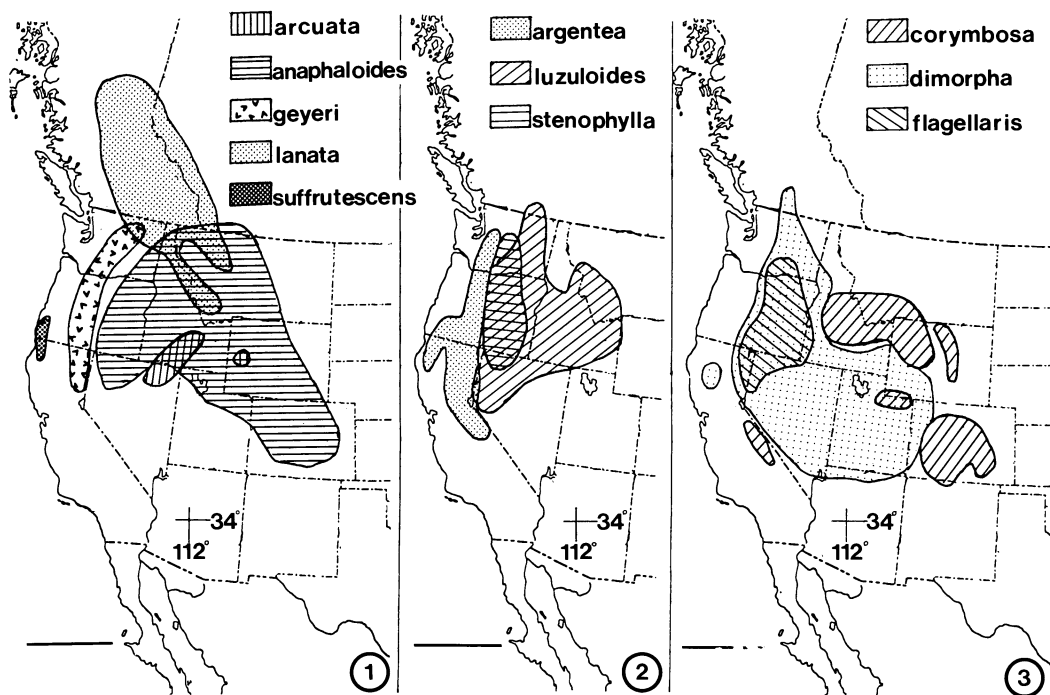 arcuata
anaphaloides
geyeri
lanata
suffrutescens
34°
112°
1
argentea
luzuloides
stenophylla
34°
112°
2
corymbosa
dimorpha
flagellaris
34°
112°
3